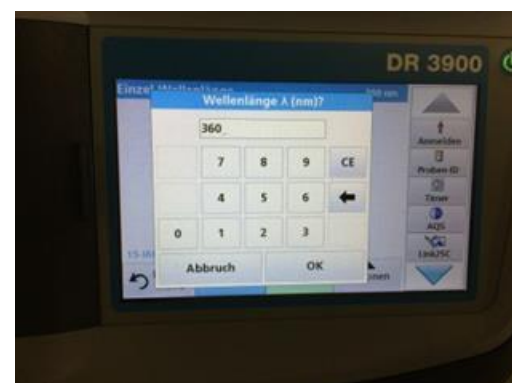 DR 3900
Wellenlänge λ (nm)?
360_
Anmelden
7 8 9 CE
Proben-ID
4 5 6
Timer
AQS
0 1 2 3
Link2SC
Abbruch OK